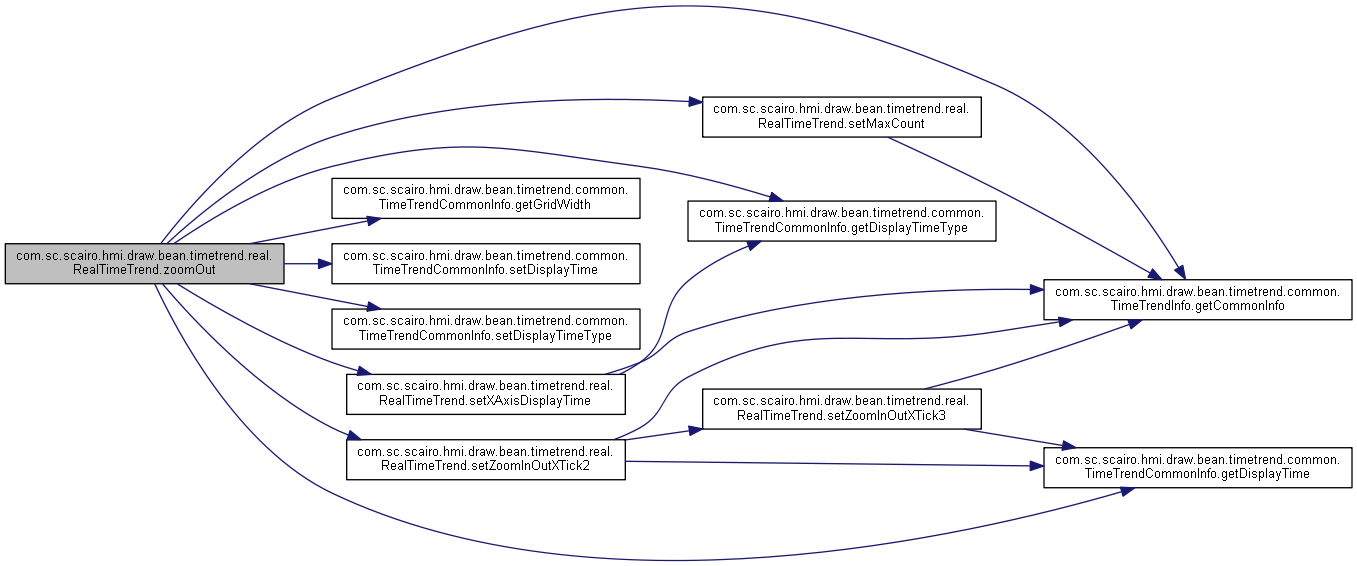 com.sc.scairo.hmi.draw.bean.timetrend.real.
RealTimeTrend.zoomOut
com.sc.scairo.hmi.draw.bean.timetrend.common.
TimeTrendCommonInfo.getGridWidth
com.sc.scairo.hmi.draw.bean.timetrend.common.
TimeTrendCommonInfo.setDisplayTime
com.sc.scairo.hmi.draw.bean.timetrend.common.
TimeTrendCommonInfo.setDisplayTimeType
com.sc.scairo.hmi.draw.bean.timetrend.real.
RealTimeTrend.setXAxisDisplayTime
com.sc.scairo.hmi.draw.bean.timetrend.real.
RealTimeTrend.setZoomInOutXTick2
com.sc.scairo.hmi.draw.bean.timetrend.real.
RealTimeTrend.setMaxCount
com.sc.scairo.hmi.draw.bean.timetrend.common.
TimeTrendCommonInfo.getDisplayTimeType
com.sc.scairo.hmi.draw.bean.timetrend.real.
RealTimeTrend.setZoomInOutXTick3
com.sc.scairo.hmi.draw.bean.timetrend.common.
TimeTrendInfo.getCommonInfo
com.sc.scairo.hmi.draw.bean.timetrend.common.
TimeTrendCommonInfo.getDisplayTime